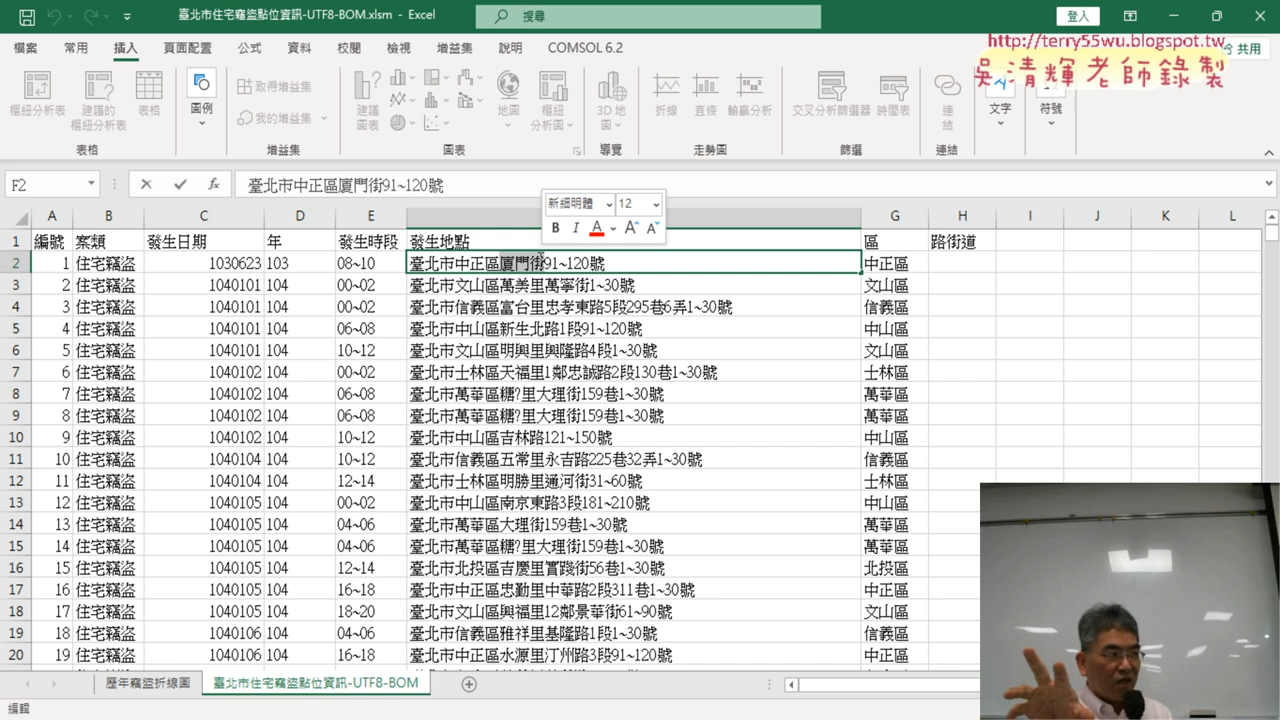 臺北市住宅竊盜點位資訊-UTF8-BOM.xlsm - Excel
搜尋
登入
檔案 常用 插入 頁面配置 公式 資料 校閱 檢視 增益集 說明 COMSOL 6.2
共用
http://terry55wu.blogspot.tw
吳清輝老師錄製
樞紐分析表 建議的樞紐分析表 表格 圖例 取得增益集 我的增益集 建議圖表 地圖 樞紐分析圖 3D 地圖 折線 直條 輸贏分析 交叉分析篩選器 時間表 連結 文字 符號
表格 增益集 圖表 導覽 走勢圖 篩選 連結
F2 fx 臺北市中正區廈門街91~120號
新細明體 12
B I A A A
A B C D E G H I J K L
1 編號 案類 發生日期 年 發生時段 發生地點 區 路街道
2 1 住宅竊盜 1030623 103 08~10 臺北市中正區廈門街91~120號 中正區
3 2 住宅竊盜 1040101 104 00~02 臺北市文山區萬美里萬寧街1~30號 文山區
4 3 住宅竊盜 1040101 104 00~02 臺北市信義區富台里忠孝東路5段295巷6弄1~30號 信義區
5 4 住宅竊盜 1040101 104 06~08 臺北市中山區新生北路1段91~120號 中山區
6 5 住宅竊盜 1040101 104 10~12 臺北市文山區明興里興隆路4段1~30號 文山區
7 6 住宅竊盜 1040102 104 00~02 臺北市士林區天福里1鄰忠誠路2段130巷1~30號 士林區
8 7 住宅竊盜 1040102 104 06~08 臺北市萬華區糖?里大理街159巷1~30號 萬華區
9 8 住宅竊盜 1040102 104 06~08 臺北市萬華區糖?里大理街159巷1~30號 萬華區
10 9 住宅竊盜 1040102 104 10~12 臺北市中山區吉林路121~150號 中山區
11 10 住宅竊盜 1040104 104 10~12 臺北市信義區五常里永吉路225巷32弄1~30號 信義區
12 11 住宅竊盜 1040104 104 12~14 臺北市士林區明勝里通河街31~60號 士林區
13 12 住宅竊盜 1040105 104 00~02 臺北市中山區南京東路3段181~210號 中山區
14 13 住宅竊盜 1040105 104 04~06 臺北市萬華區大理街159巷1~30號 萬華區
15 14 住宅竊盜 1040105 104 04~06 臺北市萬華區糖?里大理街159巷1~30號 萬華區
16 15 住宅竊盜 1040105 104 12~14 臺北市北投區吉慶里實踐街56巷1~30號 北投區
17 16 住宅竊盜 1040105 104 16~18 臺北市中正區忠勤里中華路2段311巷1~30號 中正區
18 17 住宅竊盜 1040105 104 18~20 臺北市文山區興福里12鄰景華街61~90號 文山區
19 18 住宅竊盜 1040106 104 04~06 臺北市信義區雅祥里基隆路1段1~30號 信義區
20 19 住宅竊盜 1040106 104 16~18 臺北市中正區水源里汀州路3段91~120號 中正區
歷年竊盜折線圖 臺北市住宅竊盜點位資訊-UTF8-BOM
編輯